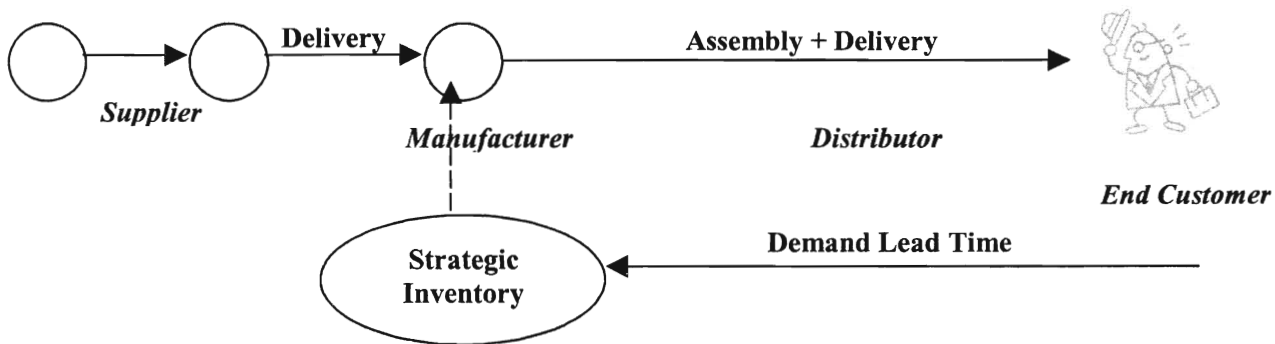 Delivery
Assembly + Delivery
Supplier
Manufacturer
Distributor
End Customer
Demand Lead Time
Strategic
Inventory